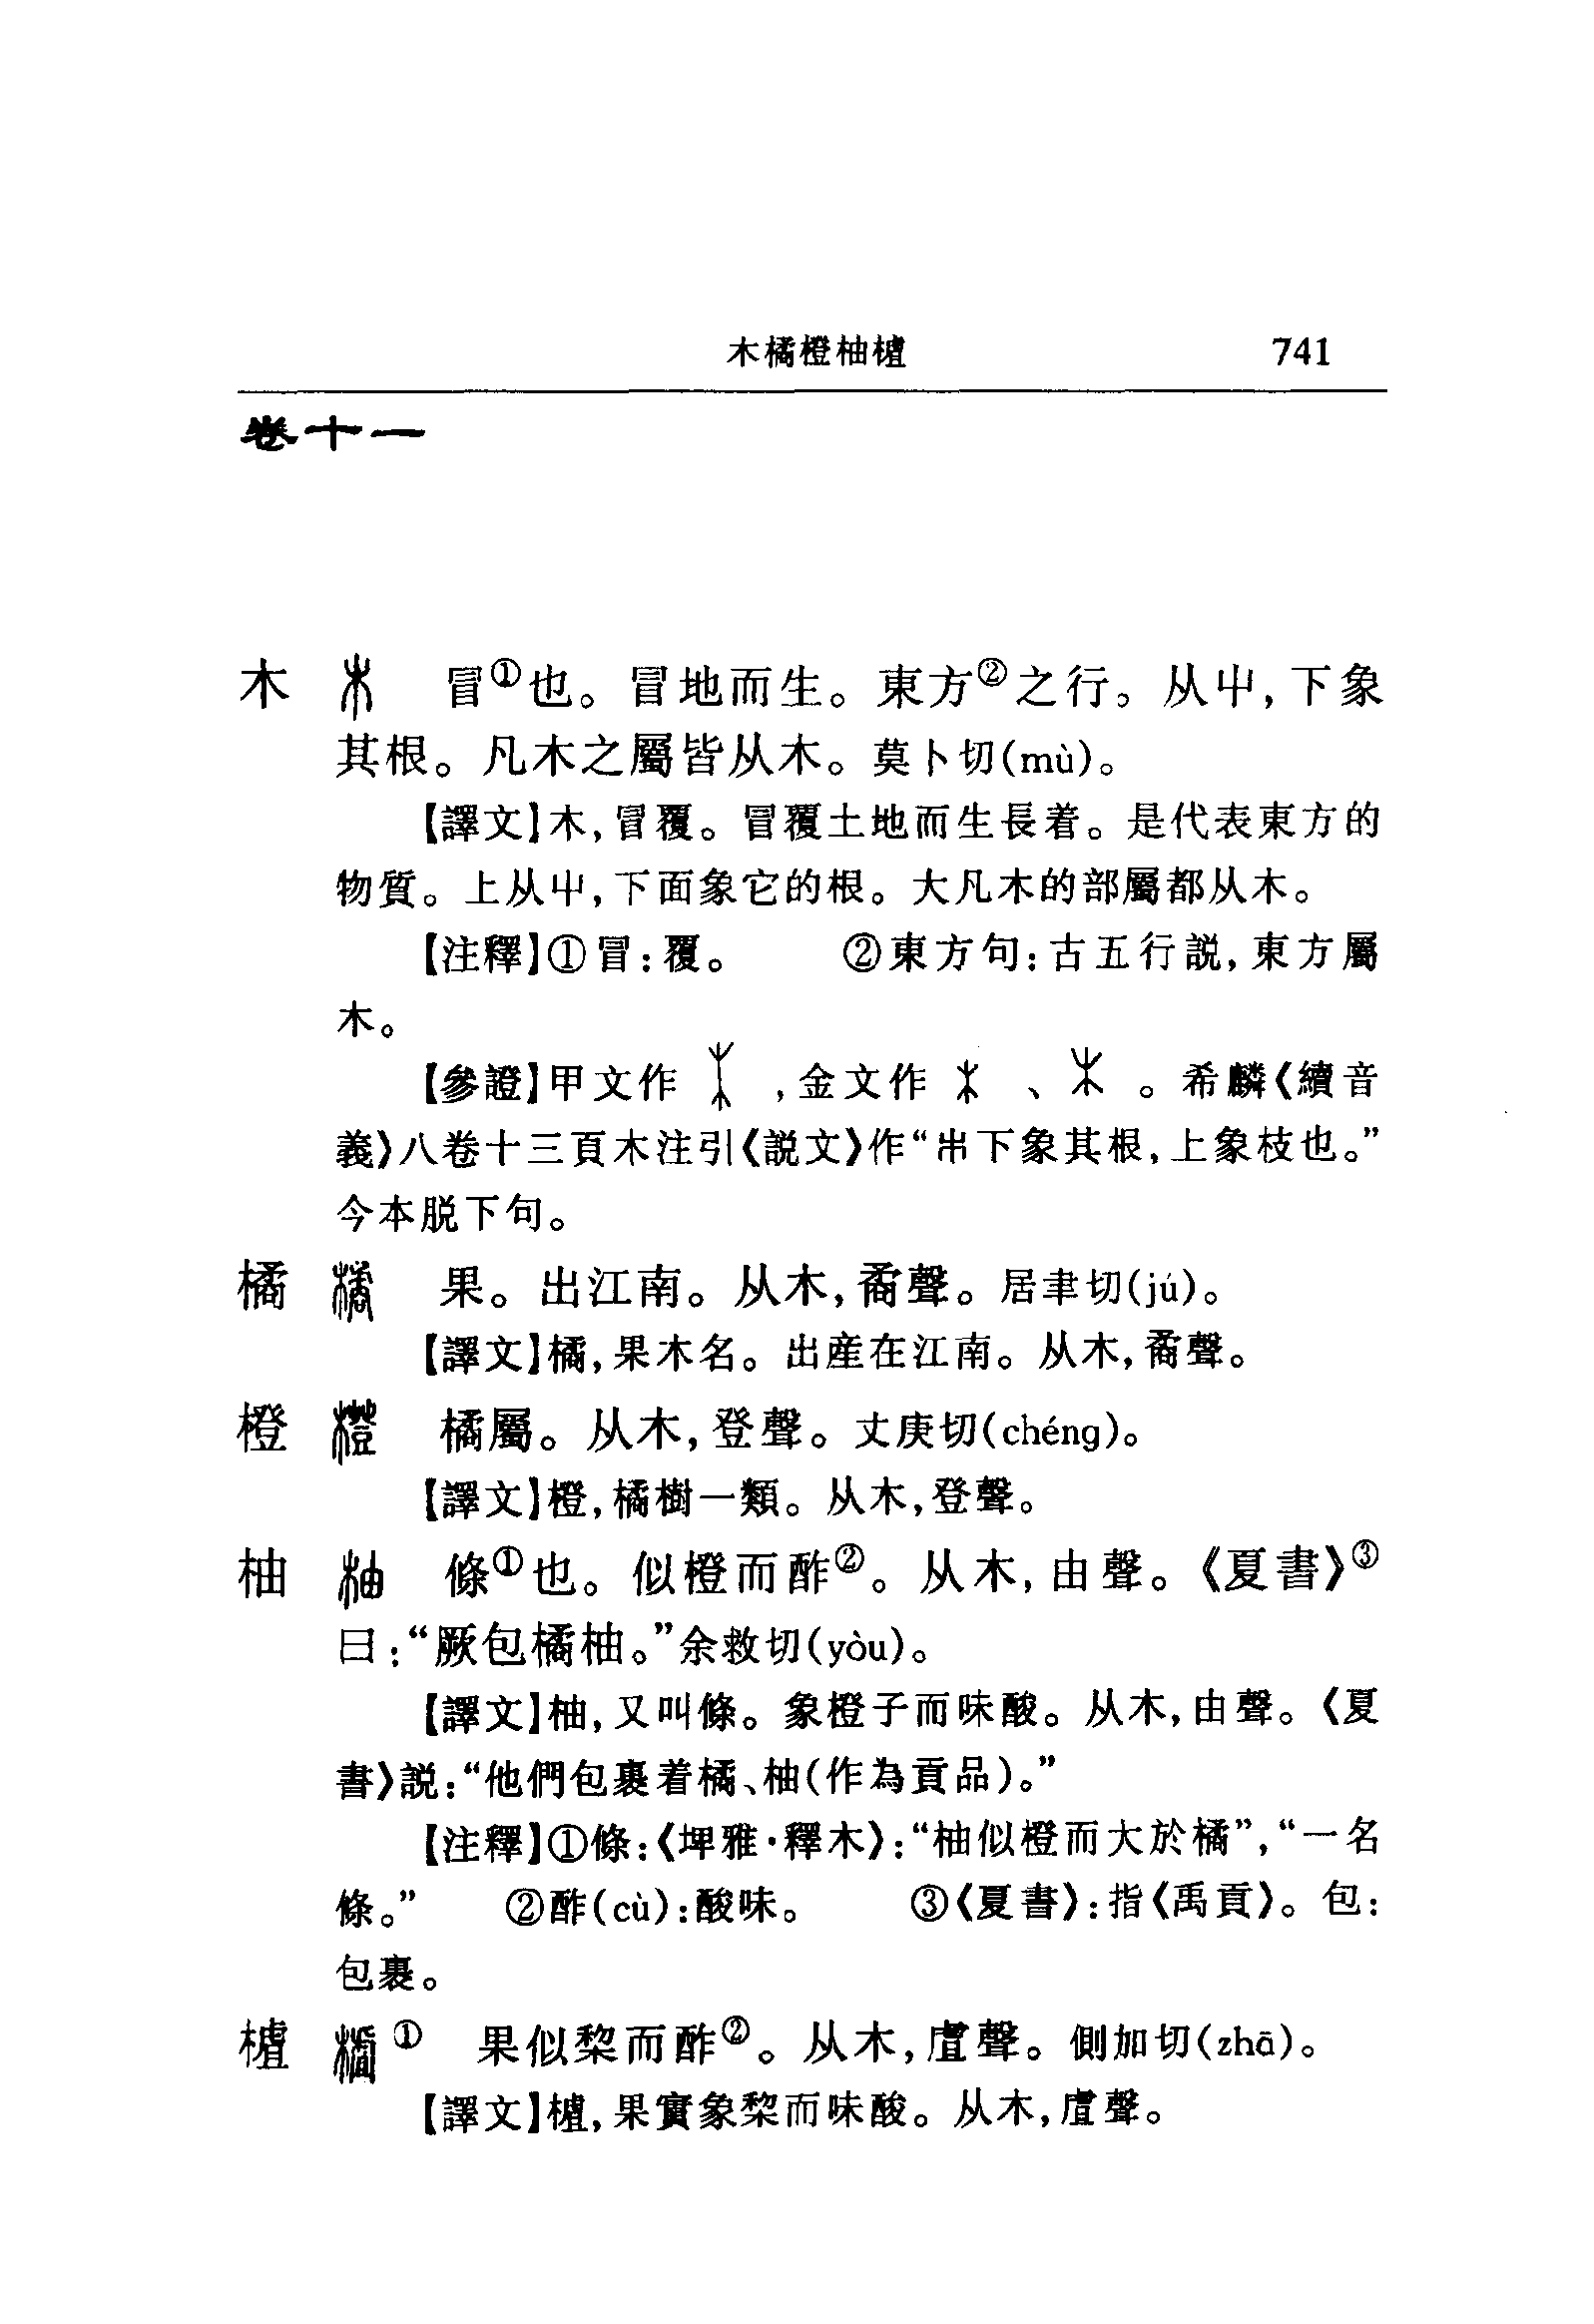 木橘橙柚樝 741
卷十一
木 冒①也。冒地而生。東方②之行。从屮,下象
其根。凡木之屬皆从木。莫卜切(mù)。
【譯文】木,冒覆。冒覆土地而生長着。是代表東方的
物質。上从屮,下面象它的根。大凡木的部屬都从木。
【注釋】①冒:覆。 ②東方句:古五行説,東方屬
木。
【參證】甲文作 ,金文作 、 。希麟《續音
義》八卷十三頁木注引《説文》作“ 下象其根,上象枝也。”
今本脱下句。
橘 果。出江南。从木,矞聲。居聿切(jú)。
【譯文】橘,果木名。出産在江南。从木,矞聲。
橙 橘屬。从木,登聲。丈庚切(chéng)。
【譯文】橙,橘樹一類。从木,登聲。
柚 條①也。似橙而酢②。从木,由聲。《夏書》③
曰:“厥包橘柚。”余救切(yòu)。
【譯文】柚,又叫條。象橙子而味酸。从木,由聲。《夏
書》説:“他們包裹着橘、柚(作為貢品)。”
【注釋】①條:《埤雅·釋木》:“柚似橙而大於橘”,“一名
條。” ②酢(cù):酸味。 ③《夏書》:指《禹貢》。包:
包裹。
樝 ① 果似棃而酢②。从木,虘聲。側加切(zhā)。
【譯文】樝,果實象棃而味酸。从木,虘聲。